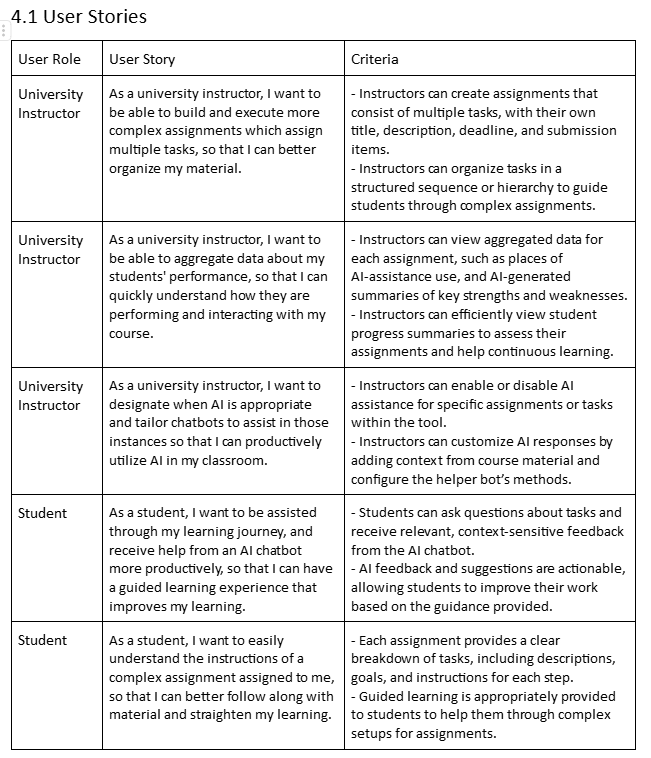 4.1 User Stories
User Role
User Story
Criteria
University
Instructor
As a university instructor, I want to
be able to build and execute more
complex assignments which assign
multiple tasks, so that I can better
organize my material.
- Instructors can create assignments that
consist of multiple tasks, with their own
title, description, deadline, and submission
items.
- Instructors can organize tasks in a
structured sequence or hierarchy to guide
students through complex assignments.
University
Instructor
As a university instructor, I want to
be able to aggregate data about my
students' performance, so that I can
quickly understand how they are
performing and interacting with my
course.
- Instructors can view aggregated data for
each assignment, such as places of
AI-assistance use, and AI-generated
summaries of key strengths and weaknesses.
- Instructors can efficiently view student
progress summaries to assess their
assignments and help continuous learning.
University
Instructor
As a university instructor, I want to
designate when AI is appropriate
and tailor chatbots to assist in those
instances so that I can productively
utilize AI in my classroom.
- Instructors can enable or disable AI
assistance for specific assignments or tasks
within the tool.
- Instructors can customize AI responses by
adding context from course material and
configure the helper bot’s methods.
Student
As a student, I want to be assisted
through my learning journey, and
receive help from an AI chatbot
more productively, so that I can have
a guided learning experience that
improves my learning.
- Students can ask questions about tasks and
receive relevant, context-sensitive feedback
from the AI chatbot.
- AI feedback and suggestions are actionable,
allowing students to improve their work
based on the guidance provided.
Student
As a student, I want to easily
understand the instructions of a
complex assignment assigned to me,
so that I can better follow along with
material and straighten my learning.
- Each assignment provides a clear
breakdown of tasks, including descriptions,
goals, and instructions for each step.
- Guided learning is appropriately provided
to students to help them through complex
setups for assignments.